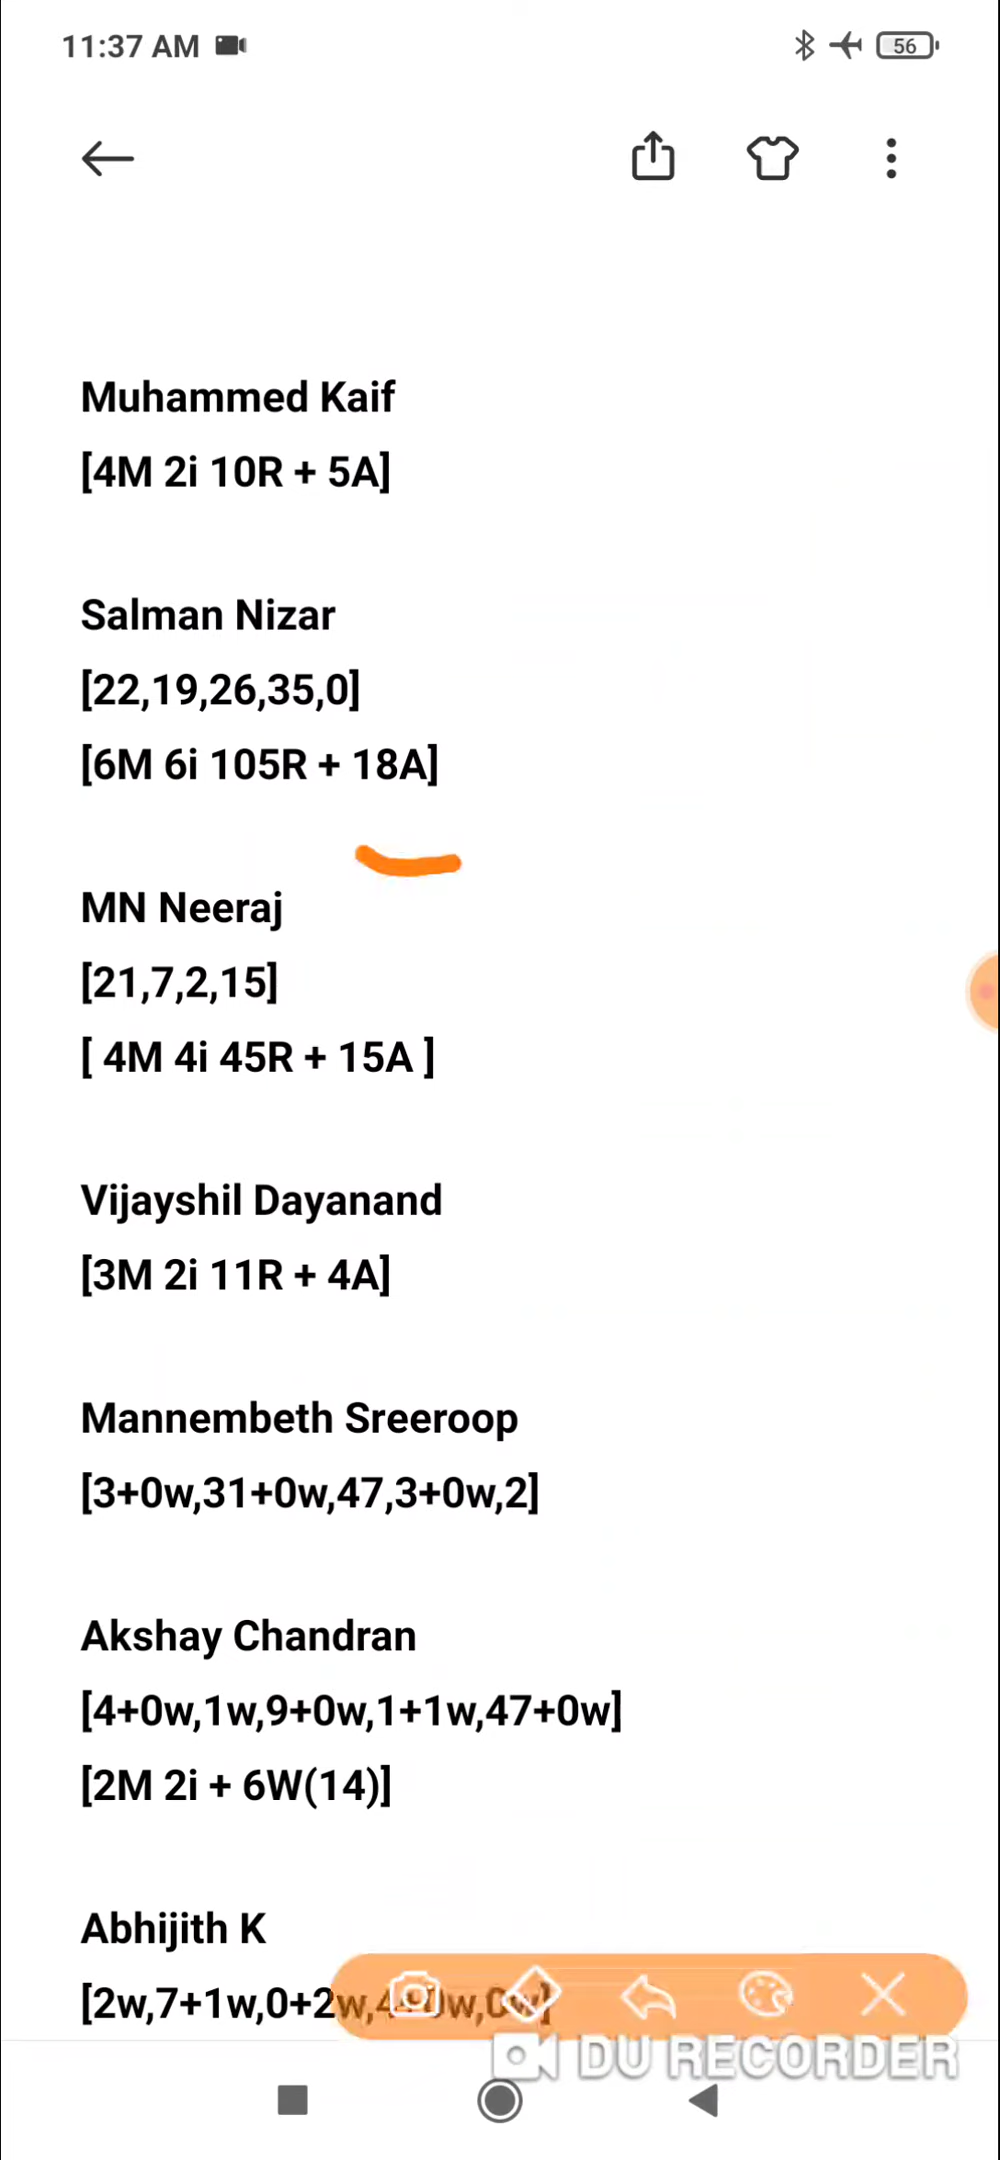 11:37 AM
56
Muhammed Kaif
[4M 2i 10R + 5A]
Salman Nizar
[22,19,26,35,0]
[6M 6i 105R + 18A]
MN Neeraj
[21,7,2,15]
[ 4M 4i 45R + 15A ]
Vijayshil Dayanand
[3M 2i 11R + 4A]
Mannembeth Sreeroop
[3+0w,31+0w,47,3+0w,2]
Akshay Chandran
[4+0w,1w,9+0w,1+1w,47+0w]
[2M 2i + 6W(14)]
Abhijith K
[2w,7+1w,0+2w,4+0w,0w]
DU RECORDER